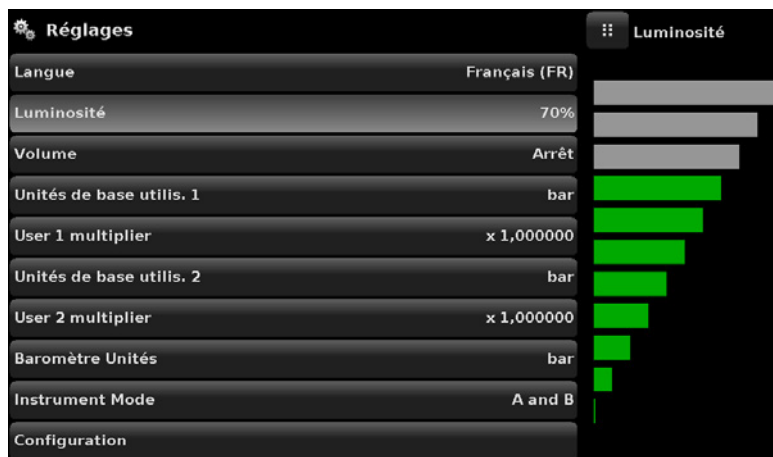 Réglages
Luminosité
Langue Français (FR)
Luminosité 70%
Volume Arrêt
Unités de base utilis. 1 bar
User 1 multiplier x 1,000000
Unités de base utilis. 2 bar
User 2 multiplier x 1,000000
Baromètre Unités bar
Instrument Mode A and B
Configuration